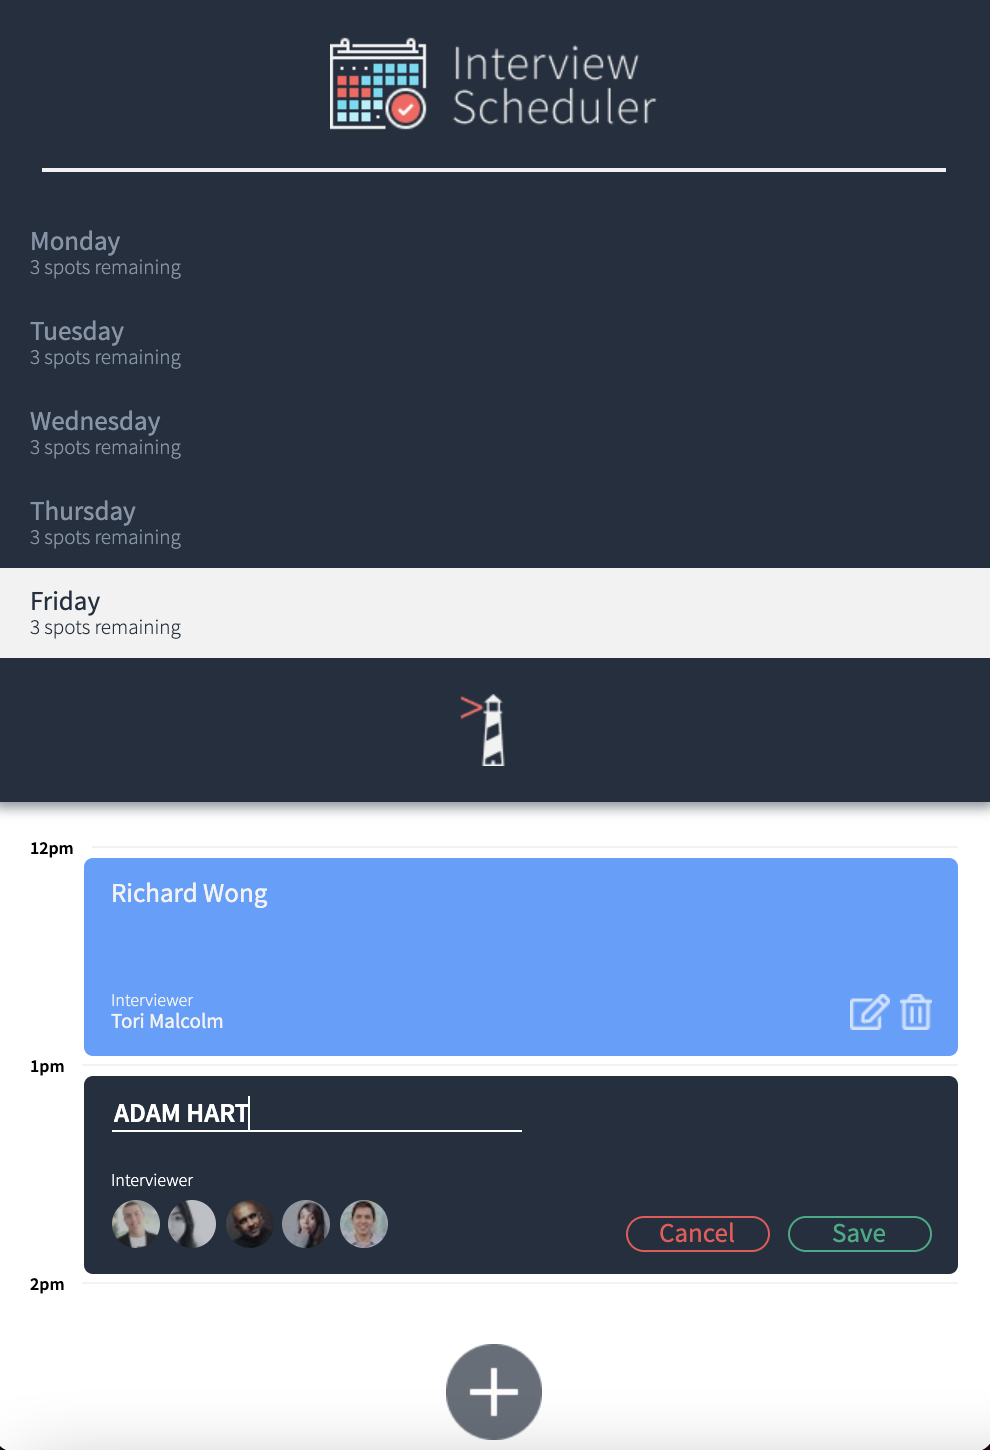 Interview
Scheduler
Monday
3 spots remaining
Tuesday
3 spots remaining
Wednesday
3 spots remaining
Thursday
3 spots remaining
Friday
3 spots remaining
12pm
Richard Wong
Interviewer
Tori Malcolm
1pm
ADAM HART
Interviewer
Cancel
Save
2pm